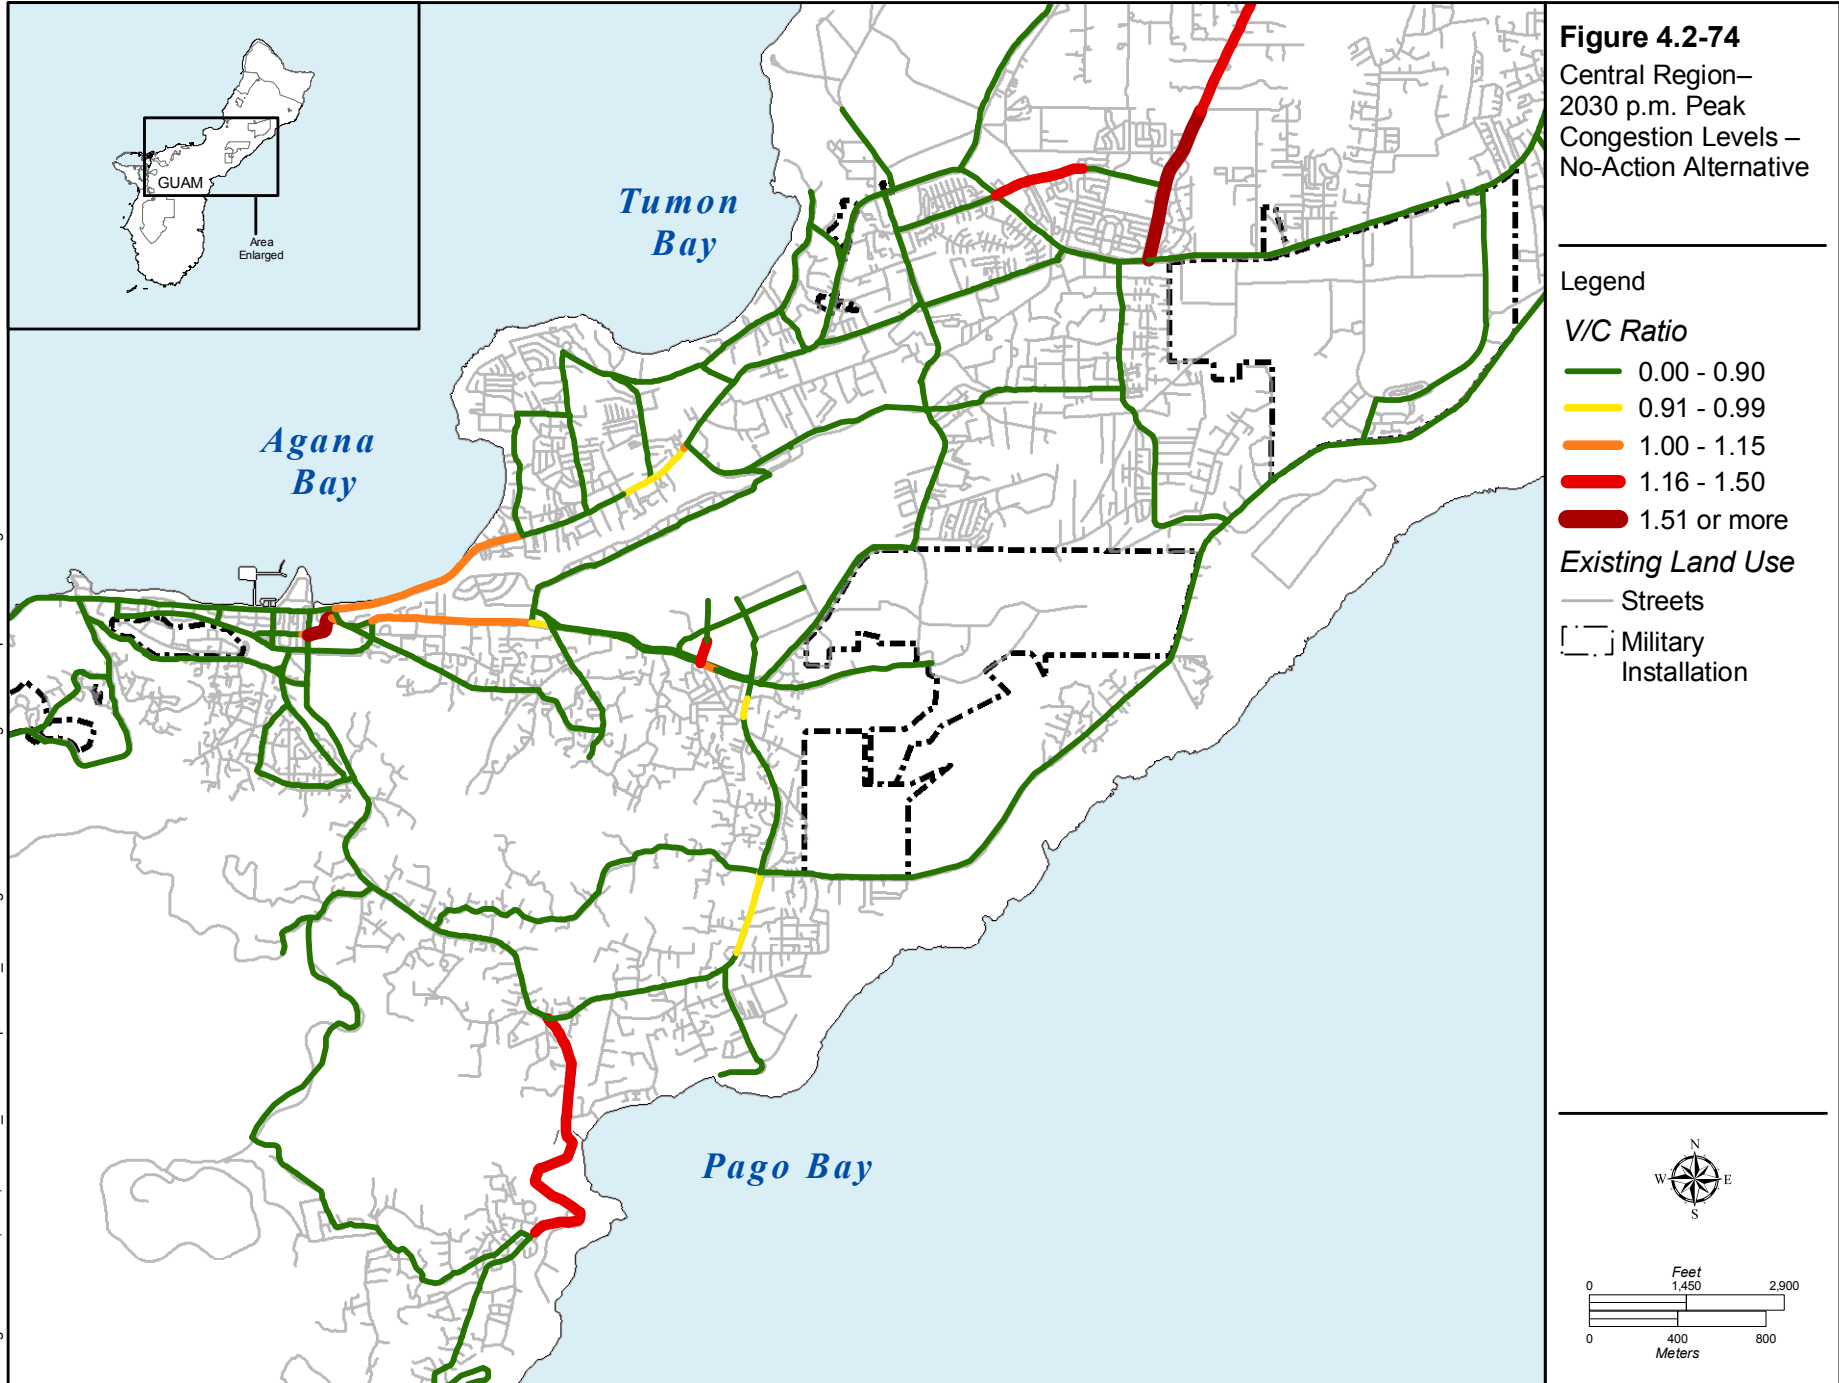 GUAM
Area
Enlarged
Tumon
Bay
Agana
Bay
Pago Bay
Figure 4.2-74
Central Region–
2030 p.m. Peak
Congestion Levels –
No-Action Alternative
Legend
V/C Ratio
0.00 - 0.90
0.91 - 0.99
1.00 - 1.15
1.16 - 1.50
1.51 or more
Existing Land Use
Streets
Military
Installation
N
W E
S
Feet
0 1,450 2,900
0 400 800
Meters